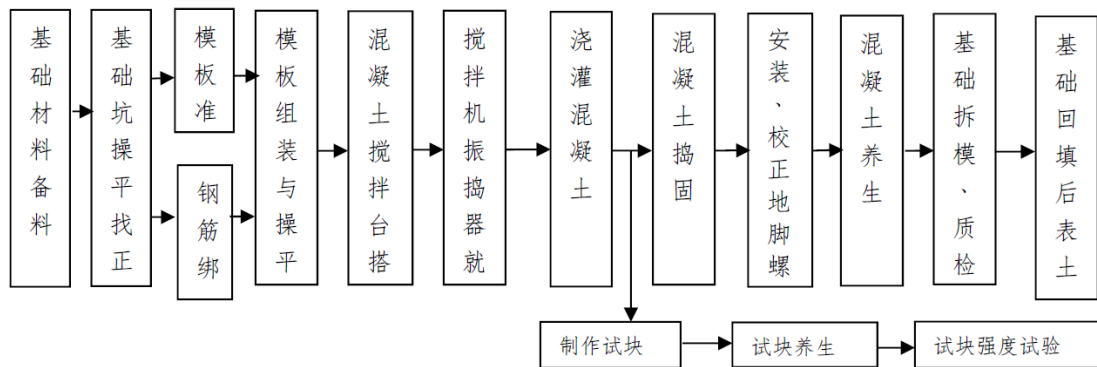 基础材料备料
基础坑操平找正
模板准
钢筋绑
模板组装与操平
混凝土搅拌台搭
搅拌机振捣器就
浇灌混凝土
混凝土捣固
安装、校正地脚螺
混凝土养生
基础拆模、质检
基础回填后表土
制作试块
试块养生
试块强度试验